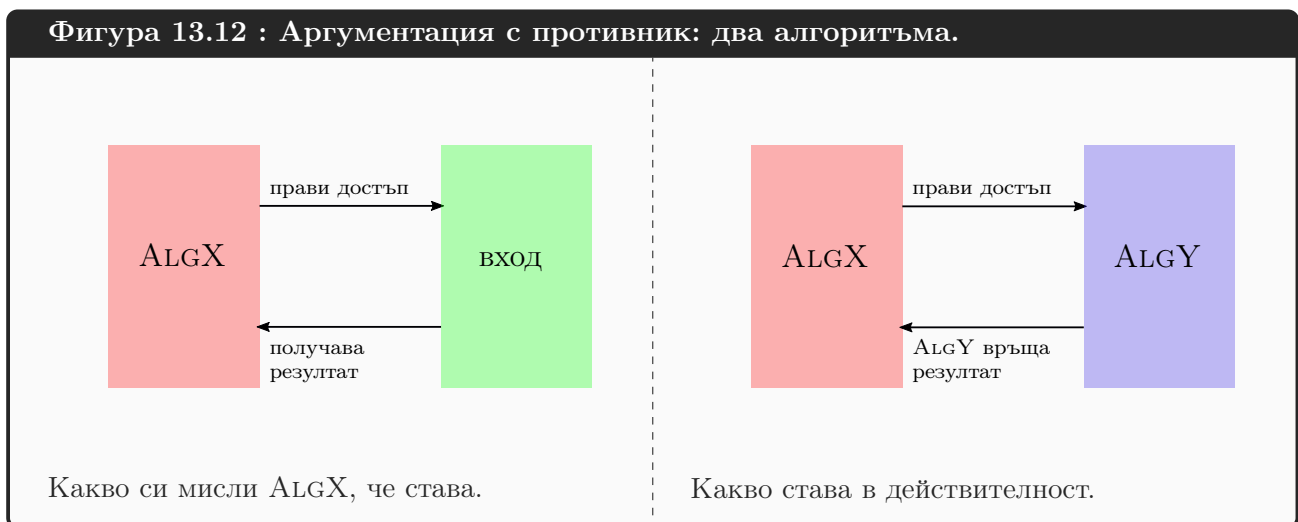 Фигура 13.12 : Аргументация с противник: два алгоритъма.
прави достъп
AlgX
вход
получава
резултат
Какво си мисли AlgX, че става.
прави достъп
AlgX
AlgY
AlgY връща
резултат
Какво става в действителност.